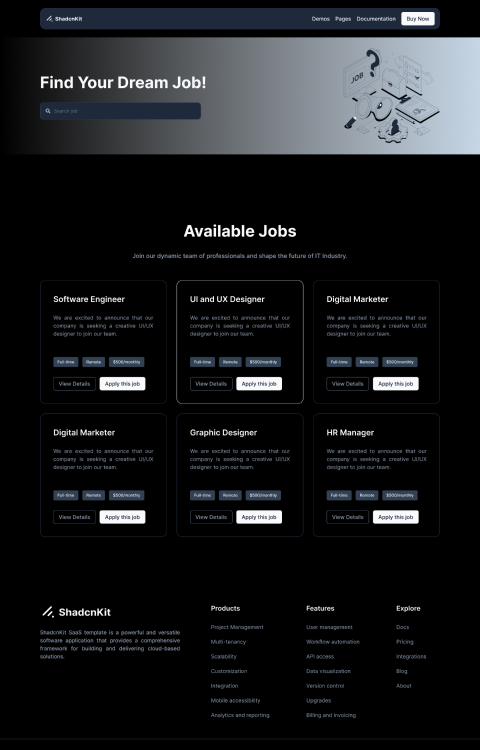 ShadcnKit
Demos Pages Documentation Buy Now
Find Your Dream Job!
Search job
JOB
Available Jobs
Join our dynamic team of professionals and shape the future of IT Industry.
Software Engineer
We are excited to announce that our
company is seeking a creative UI/UX
designer to join our team.
Full-time Remote $500/monthly
View Details Apply this job
UI and UX Designer
We are excited to announce that our
company is seeking a creative UI/UX
designer to join our team.
Full-time Remote $500/monthly
View Details Apply this job
Digital Marketer
We are excited to announce that our
company is seeking a creative UI/UX
designer to join our team.
Full-time Remote $500/monthly
View Details Apply this job
Digital Marketer
We are excited to announce that our
company is seeking a creative UI/UX
designer to join our team.
Full-time Remote $500/monthly
View Details Apply this job
Graphic Designer
We are excited to announce that our
company is seeking a creative UI/UX
designer to join our team.
Full-time Remote $500/monthly
View Details Apply this job
HR Manager
We are excited to announce that our
company is seeking a creative UI/UX
designer to join our team.
Full-time Remote $500/monthly
View Details Apply this job
ShadcnKit
ShadcnKit SaaS template is a powerful and versatile
software application that provides a comprehensive
framework for building and delivering cloud-based
solutions.
Products
Project Management
Multi-tenancy
Scalability
Customization
Integration
Mobile accessibility
Analytics and reporting
Features
User management
Workflow automation
API access
Data visualization
Version control
Upgrades
Billing and invoicing
Explore
Docs
Pricing
Integrations
Blog
About